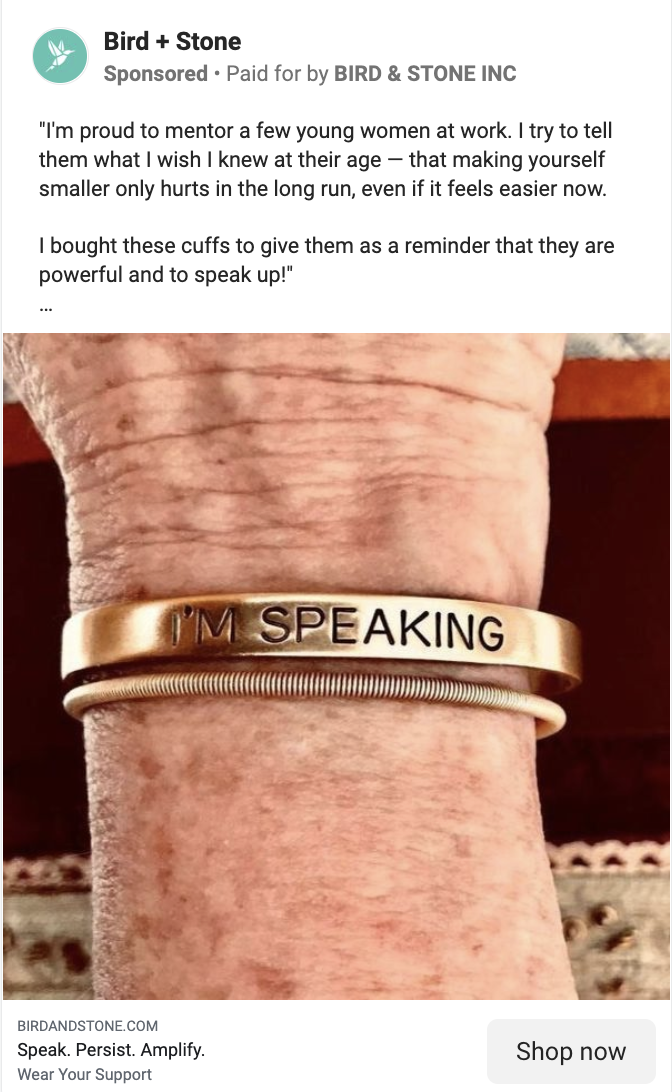 Bird + Stone
Sponsored • Paid for by BIRD & STONE INC
"I'm proud to mentor a few young women at work. I try to tell
them what I wish I knew at their age — that making yourself
smaller only hurts in the long run, even if it feels easier now.
I bought these cuffs to give them as a reminder that they are
powerful and to speak up!"
...
I'M SPEAKING
BIRDANDSTONE.COM
Speak. Persist. Amplify.
Wear Your Support
Shop now